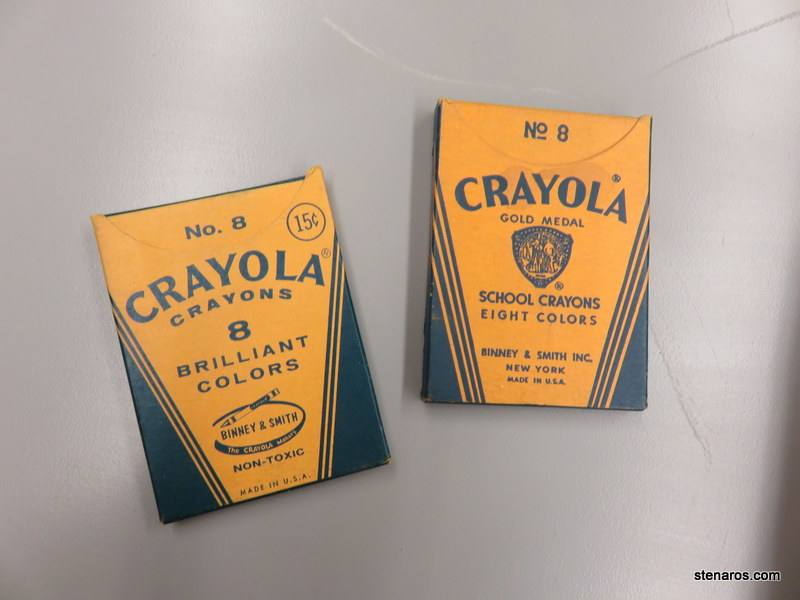 No. 8
15¢
CRAYOLA®
CRAYONS
8
BRILLIANT
COLORS
BINNEY & SMITH
The CRAYOLA Makers
NON-TOXIC
MADE IN U.S.A.
No 8
CRAYOLA®
GOLD MEDAL
®
SCHOOL CRAYONS
EIGHT COLORS
BINNEY & SMITH INC.
NEW YORK
MADE IN U.S.A.
stenaros.com